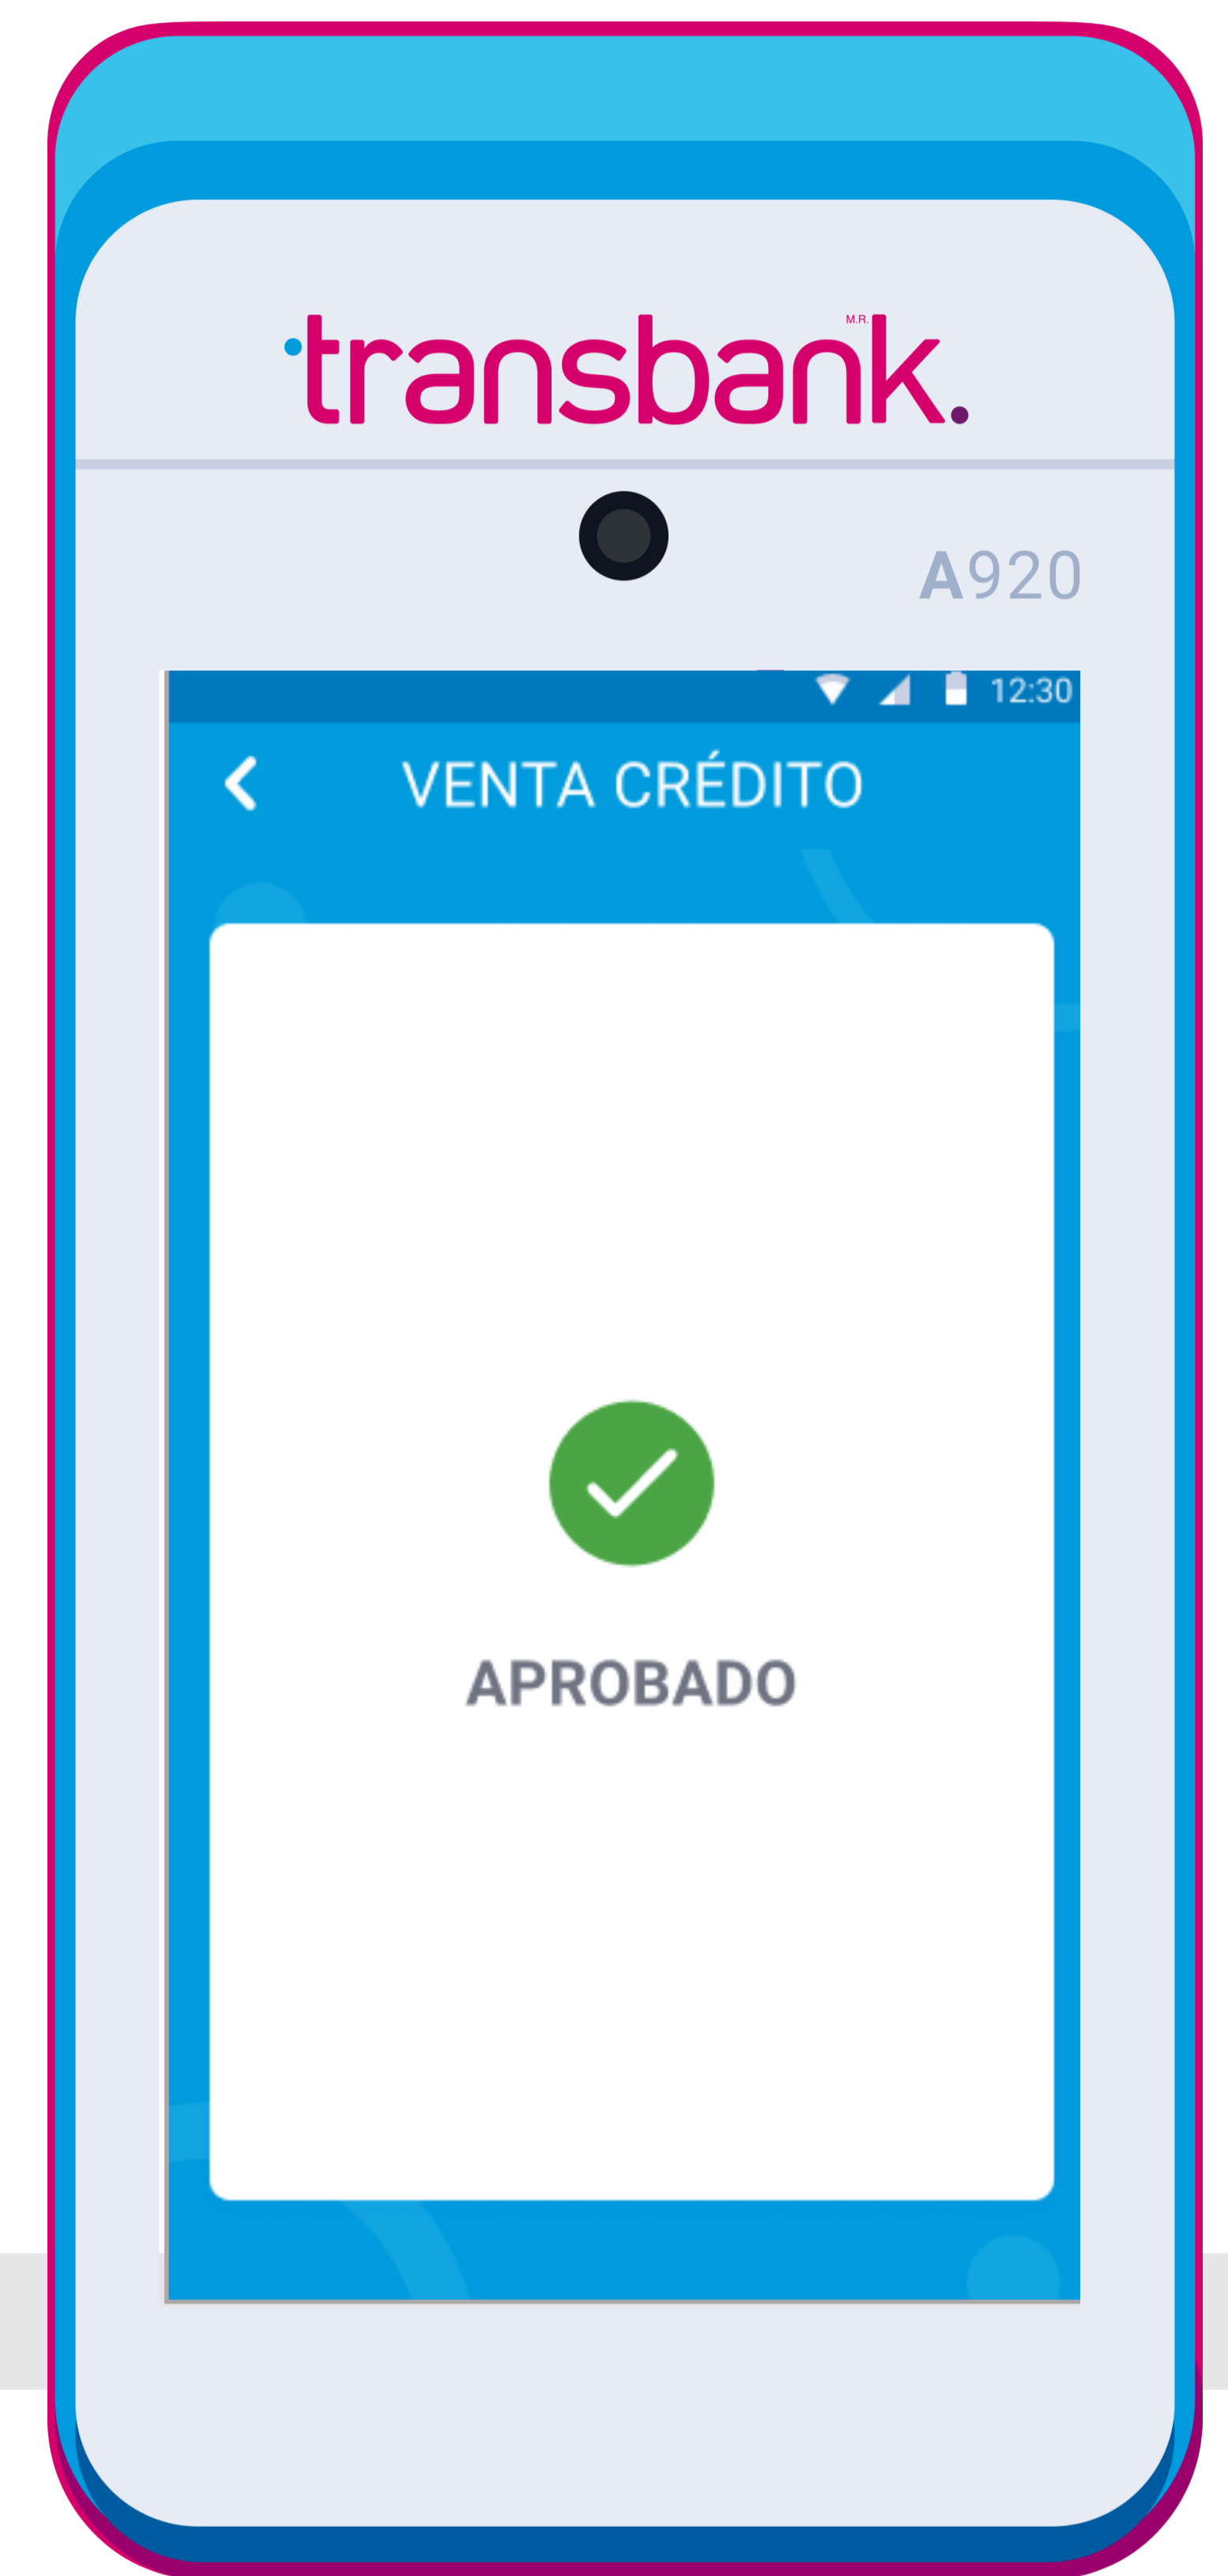 transbank.
M.R.
A920
12:30
VENTA CRÉDITO
APROBADO